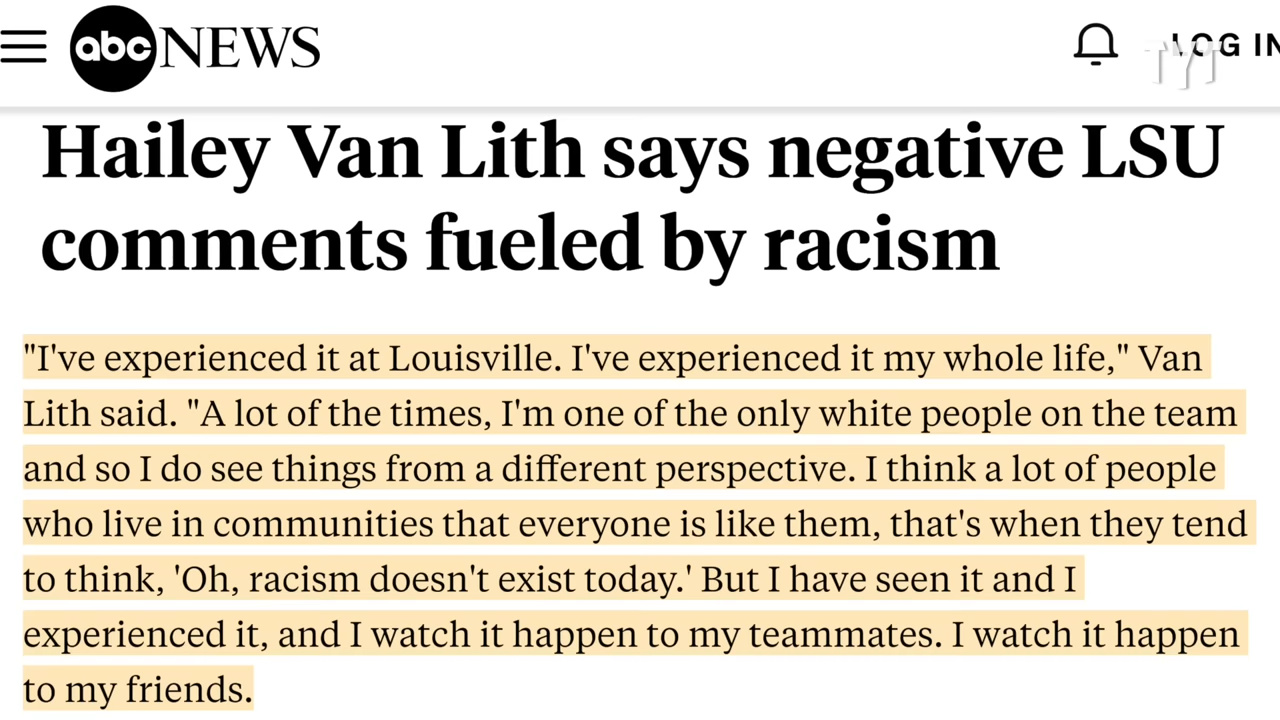 abc NEWS
LOG IN
TYT
Hailey Van Lith says negative LSU
comments fueled by racism
"I've experienced it at Louisville. I've experienced it my whole life," Van
Lith said. "A lot of the times, I'm one of the only white people on the team
and so I do see things from a different perspective. I think a lot of people
who live in communities that everyone is like them, that's when they tend
to think, 'Oh, racism doesn't exist today.' But I have seen it and I
experienced it, and I watch it happen to my teammates. I watch it happen
to my friends.